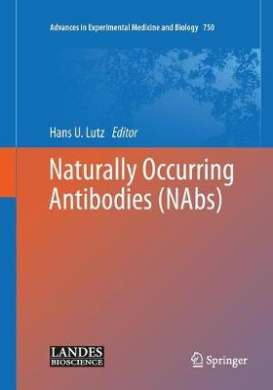 Advances in Experimental Medicine and Biology 750
Hans U. Lutz Editor
Naturally Occurring
Antibodies (NAbs)
LANDES
BIOSCIENCE
Springer